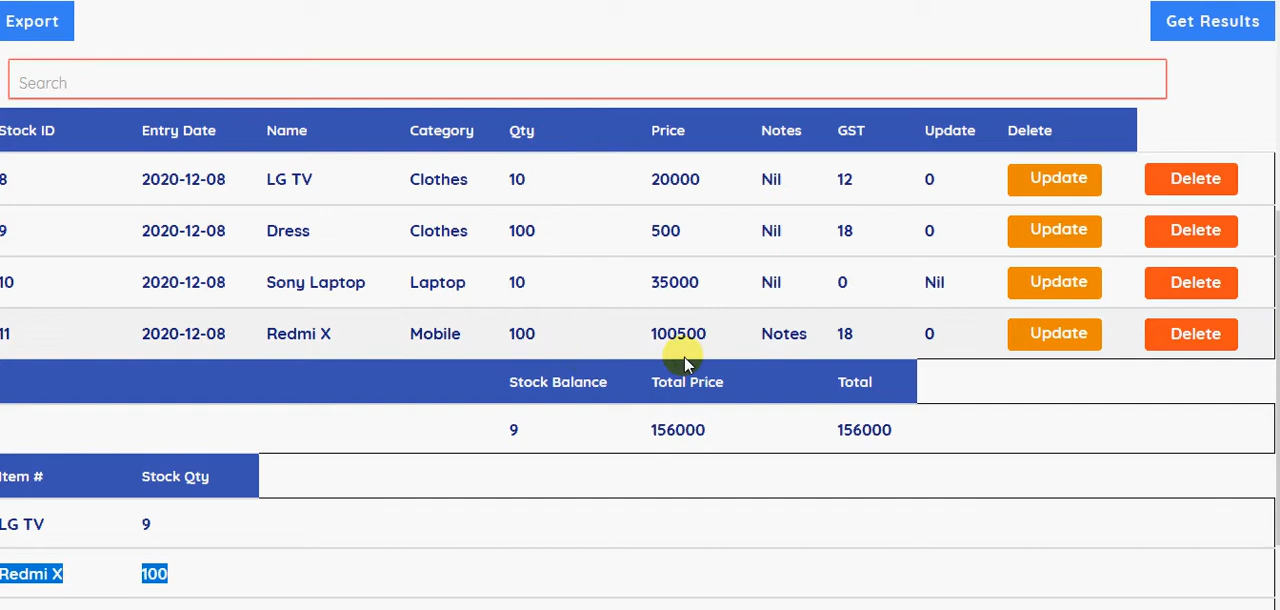 Export Get Results
Search
Stock ID Entry Date Name Category Qty Price Notes GST Update Delete
8 2020-12-08 LG TV Clothes 10 20000 Nil 12 0 Update Delete
9 2020-12-08 Dress Clothes 100 500 Nil 18 0 Update Delete
10 2020-12-08 Sony Laptop Laptop 10 35000 Nil 0 Nil Update Delete
11 2020-12-08 Redmi X Mobile 100 100500 Notes 18 0 Update Delete
Stock Balance Total Price Total
9 156000 156000
Item # Stock Qty
LG TV 9
Redmi X 100